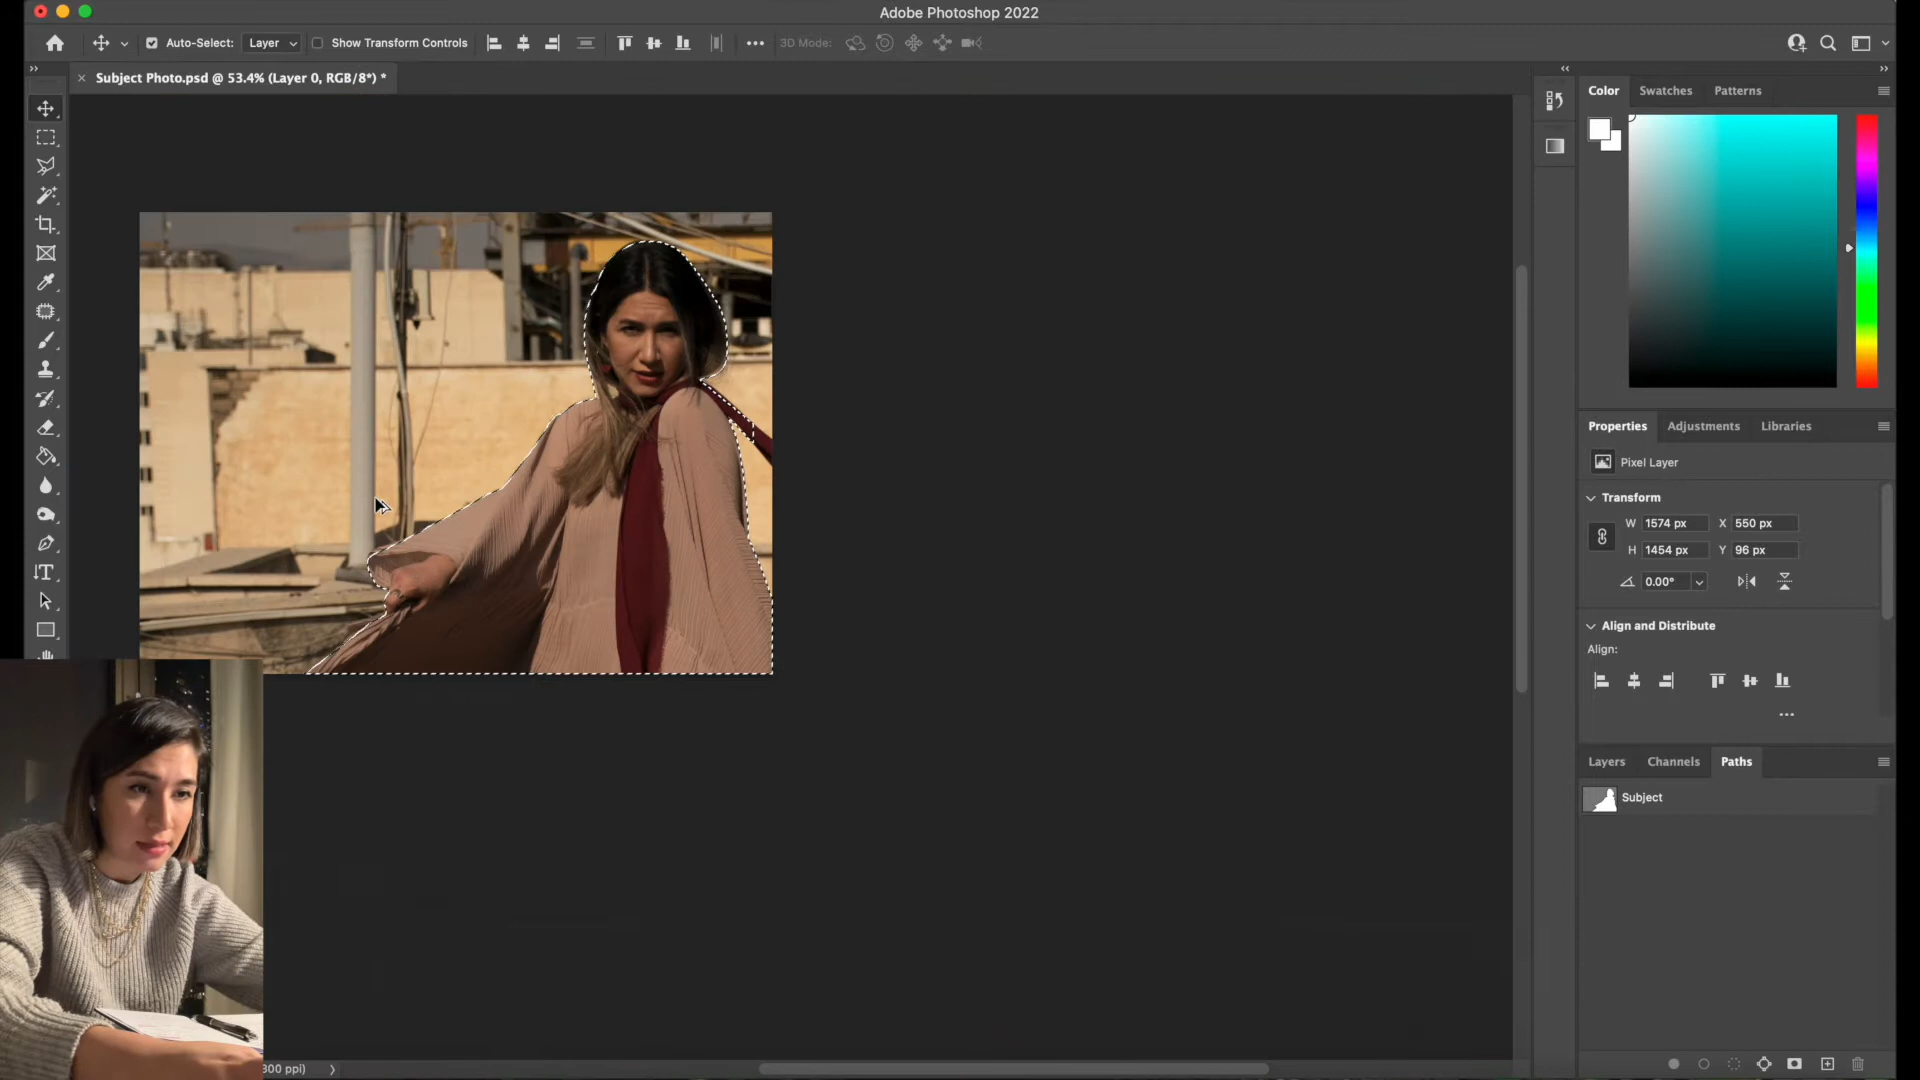 Adobe Photoshop 2022
Auto-Select: Layer Show Transform Controls 3D Mode:
Subject Photo.psd @ 53.4% (Layer 0, RGB/8*) *
Color Swatches Patterns
Properties Adjustments Libraries
Pixel Layer
Transform
W 1574 px X 550 px
H 1454 px Y 96 px
0.00°
Align and Distribute
Align:
Layers Channels Paths
Subject
300 ppi)